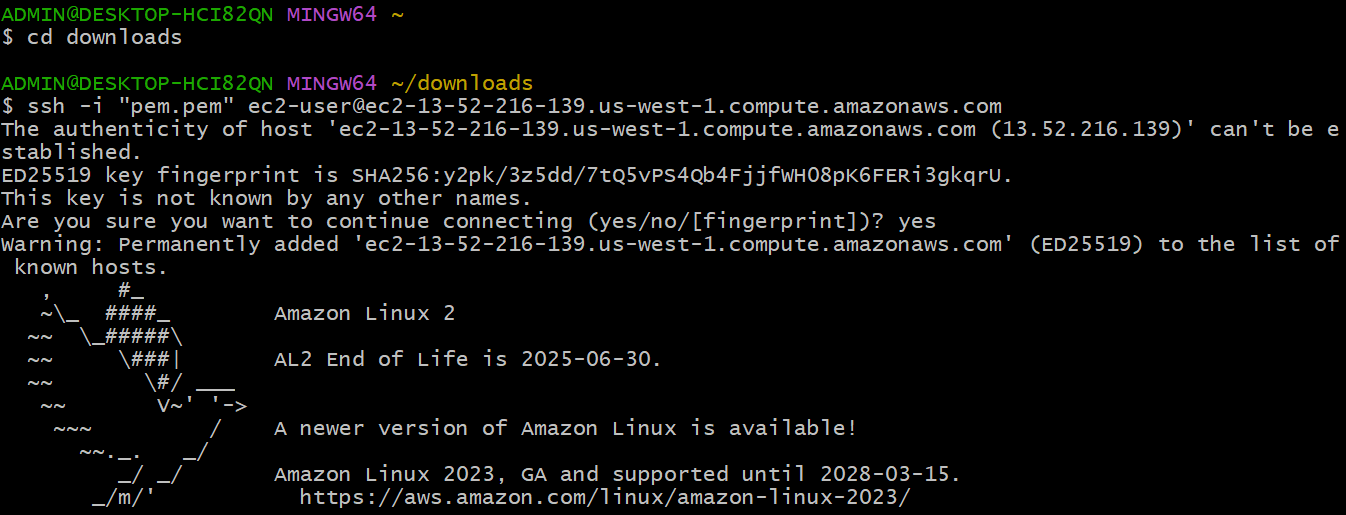 ADMIN@DESKTOP-HCI82QN MINGW64 ~
$ cd downloads

ADMIN@DESKTOP-HCI82QN MINGW64 ~/downloads
$ ssh -i "pem.pem" ec2-user@ec2-13-52-216-139.us-west-1.compute.amazonaws.com
The authenticity of host 'ec2-13-52-216-139.us-west-1.compute.amazonaws.com (13.52.216.139)' can't be e
stablished.
ED25519 key fingerprint is SHA256:y2pk/3z5dd/7tQ5vPS4Qb4FjjfWHO8pK6FERi3gkqrU.
This key is not known by any other names.
Are you sure you want to continue connecting (yes/no/[fingerprint])? yes
Warning: Permanently added 'ec2-13-52-216-139.us-west-1.compute.amazonaws.com' (ED25519) to the list of
 known hosts.
   ,     #_
   ~\_  ####_        Amazon Linux 2
  ~~  \_#####\
  ~~     \###|       AL2 End of Life is 2025-06-30.
  ~~       \#/ ___
   ~~       V~' '->
    ~~~         /    A newer version of Amazon Linux is available!
      ~~._.   _/
         _/ _/       Amazon Linux 2023, GA and supported until 2028-03-15.
       _/m/'           https://aws.amazon.com/linux/amazon-linux-2023/